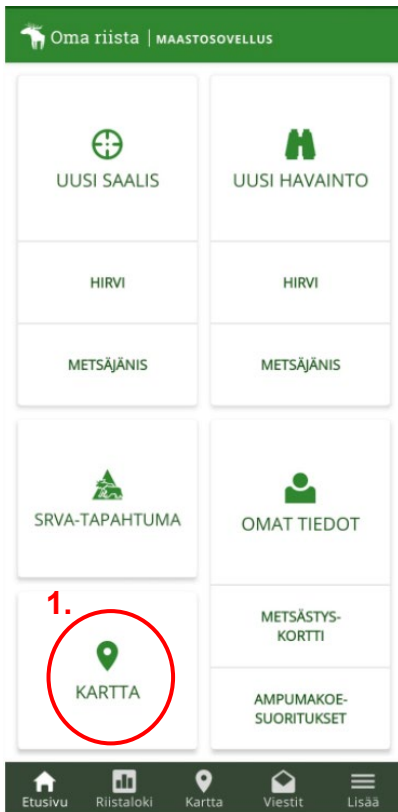 Oma riista | MAASTOSOVELLUS
UUSI SAALIS
HIRVI
METSÄJÄNIS
UUSI HAVAINTO
HIRVI
METSÄJÄNIS
SRVA-TAPAHTUMA
1.
KARTTA
OMAT TIEDOT
METSÄSTYS-
KORTTI
AMPUMAKOE-
SUORITUKSET
Etusivu
Riistaloki
Kartta
Viestit
Lisää